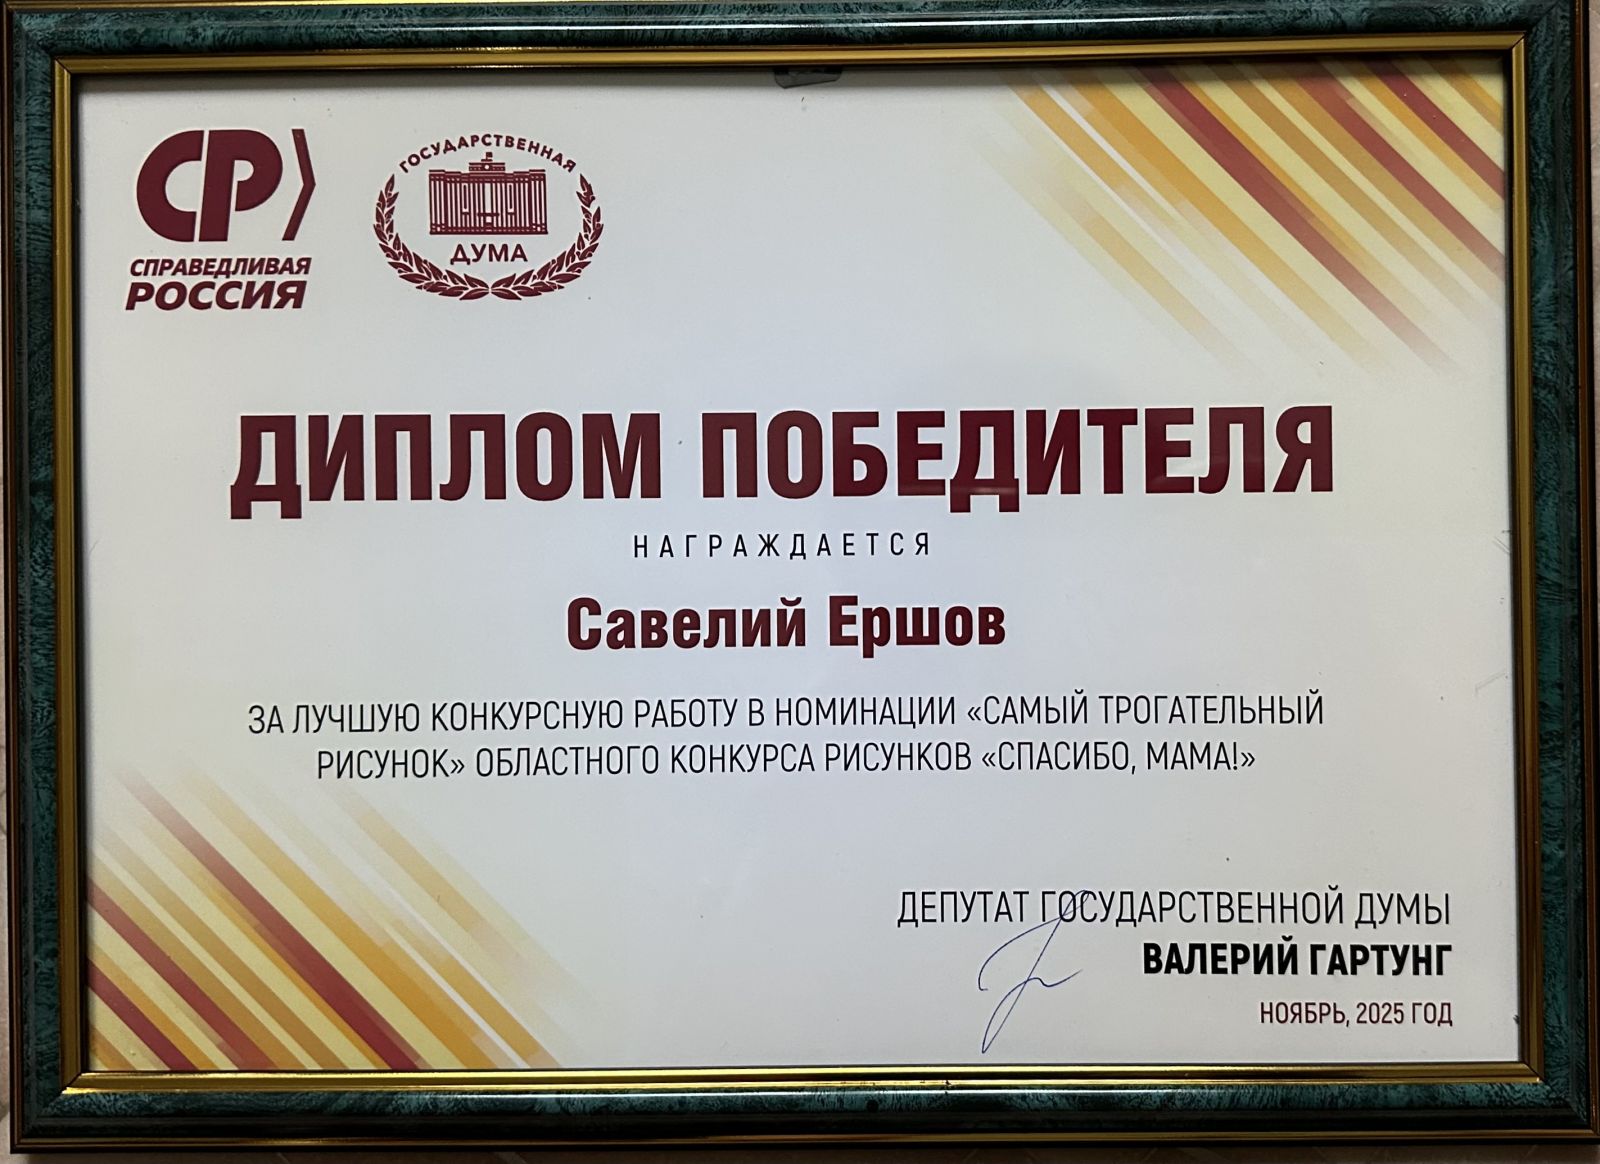 СР
СПРАВЕДЛИВАЯ
РОССИЯ
ГОСУДАРСТВЕННАЯ
ДУМА
ДИПЛОМ ПОБЕДИТЕЛЯ
НАГРАЖДАЕТСЯ
Савелий Ершов
ЗА ЛУЧШУЮ КОНКУРСНУЮ РАБОТУ В НОМИНАЦИИ «САМЫЙ ТРОГАТЕЛЬНЫЙ
РИСУНОК» ОБЛАСТНОГО КОНКУРСА РИСУНКОВ «СПАСИБО, МАМА!»
ДЕПУТАТ ГОСУДАРСТВЕННОЙ ДУМЫ
ВАЛЕРИЙ ГАРТУНГ
НОЯБРЬ, 2025 ГОД